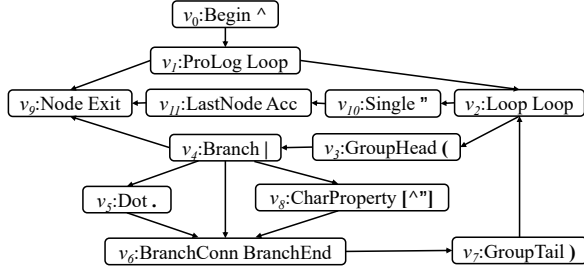 v0:Begin ^
v1:ProLog Loop
v9:Node Exit
v11:LastNode Acc
v10:Single "
v2:Loop Loop
v4:Branch |
v3:GroupHead (
v5:Dot .
v8:CharProperty [^"]
v6:BranchConn BranchEnd
v7:GroupTail )